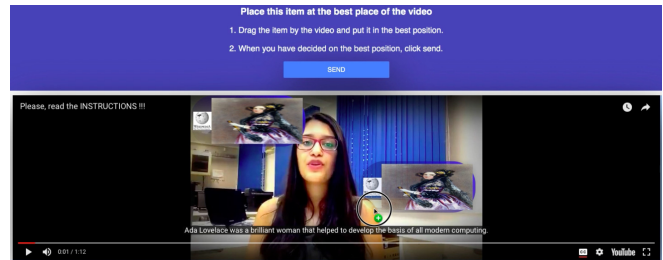 Place this item at the best place of the video
1. Drag the item by the video and put it in the best position.
2. When you have decided on the best position, click send.
SEND
Please, read the INSTRUCTIONS !!!
Ada Lovelace was a brilliant woman that helped to develop the basis of all modern computing.
0:01 / 1:12
CC
YouTube